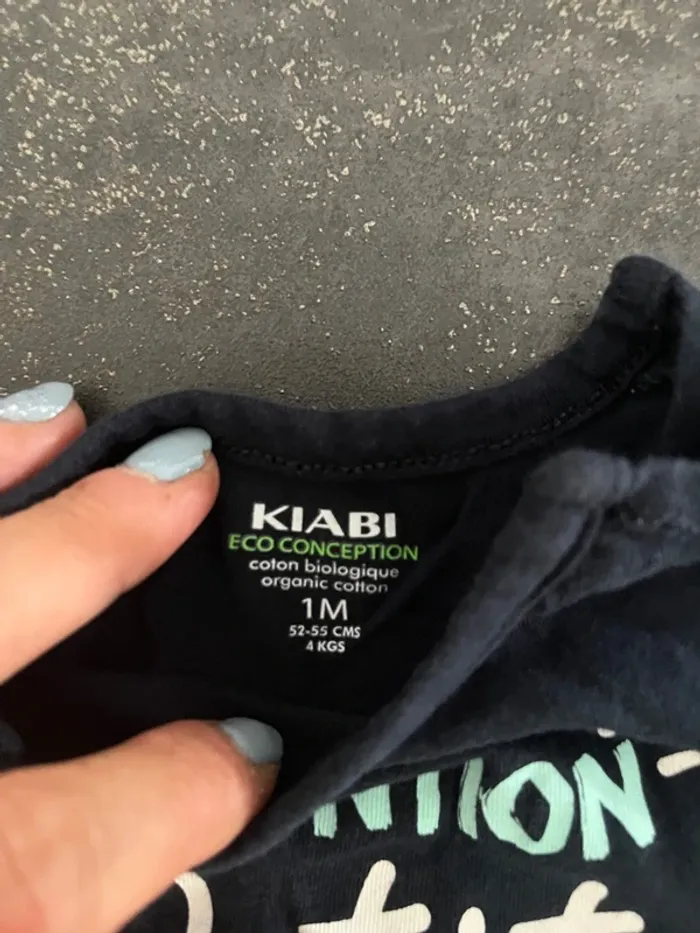 KIABI
ECO CONCEPTION
coton biologique
organic cotton
1M
52-55 CMS
4 KGS